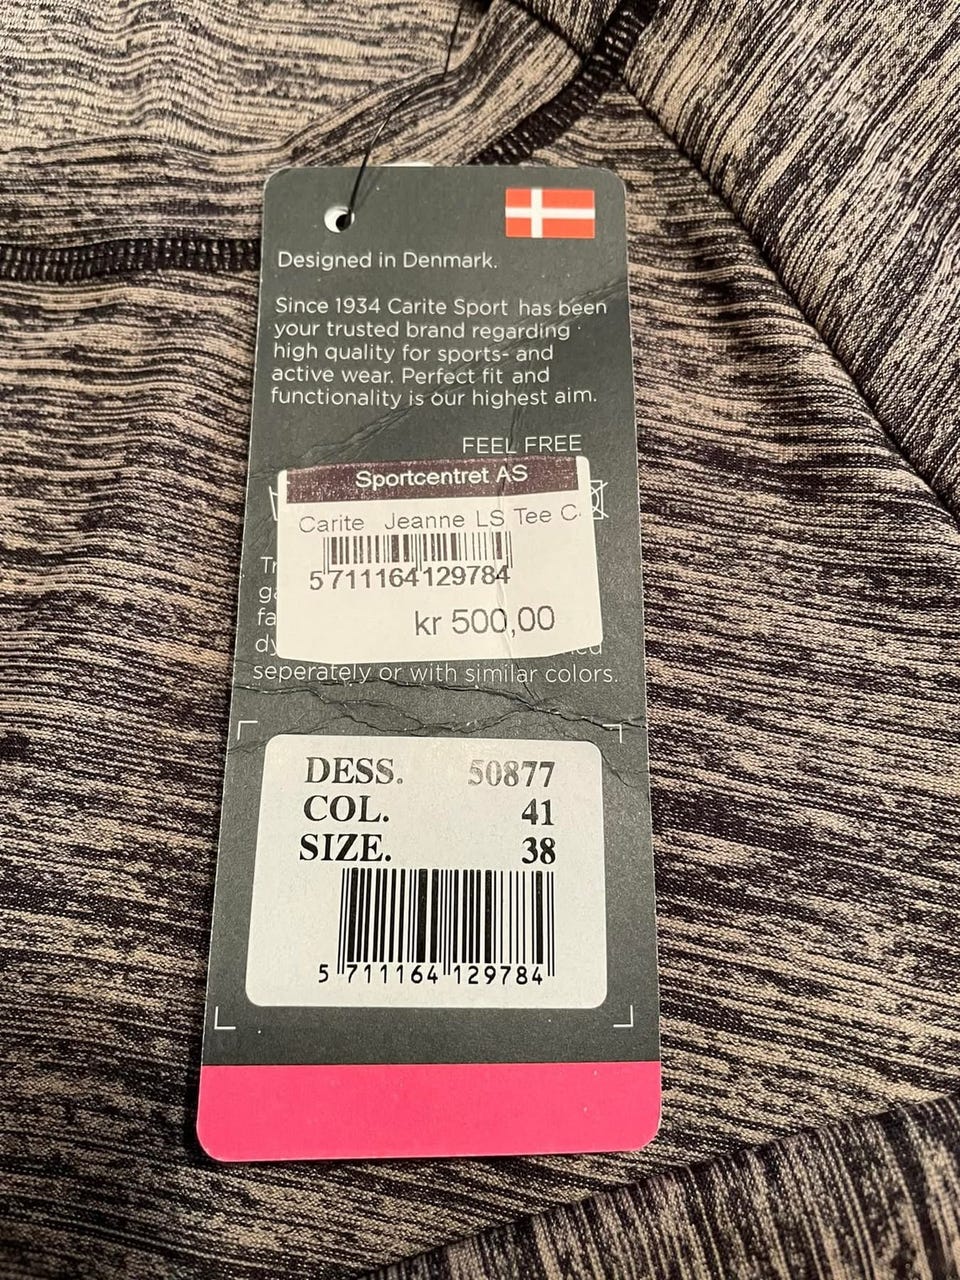 Designed in Denmark.
Since 1934 Carite Sport has been
your trusted brand regarding
high quality for sports- and
active wear. Perfect fit and
functionality is our highest aim.
FEEL FREE
Sportcentret AS
Carite Jeanne LS Tee C
5711164129784
kr 500,00
seperately or with similar colors.
DESS. 50877
COL. 41
SIZE. 38
5 711164 129784